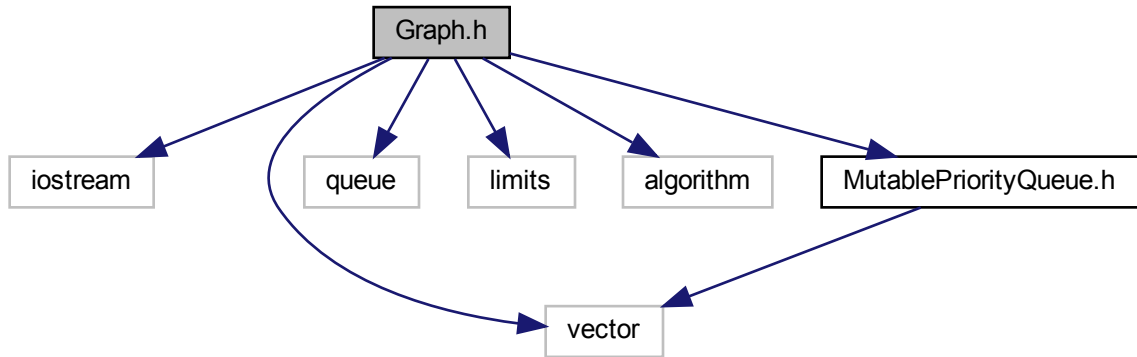 Graph.h
iostream
queue
limits
algorithm
MutablePriorityQueue.h
vector